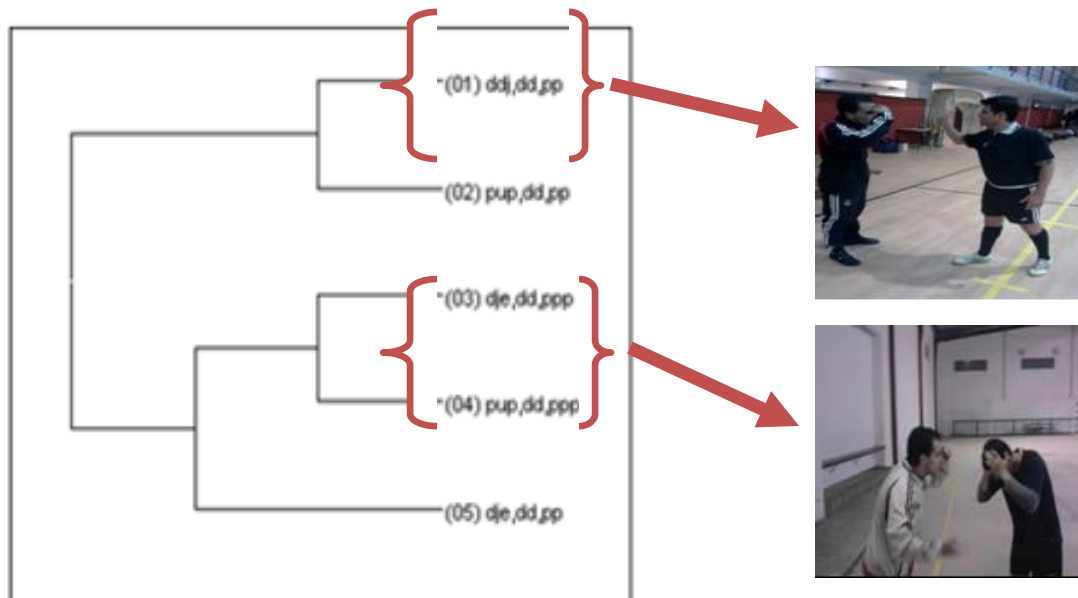 (01) ddj,dd,pp
(02) pup,dd,pp
(03) dje,dd,ppp
(04) pup,dd,ppp
(05) dje,dd,pp